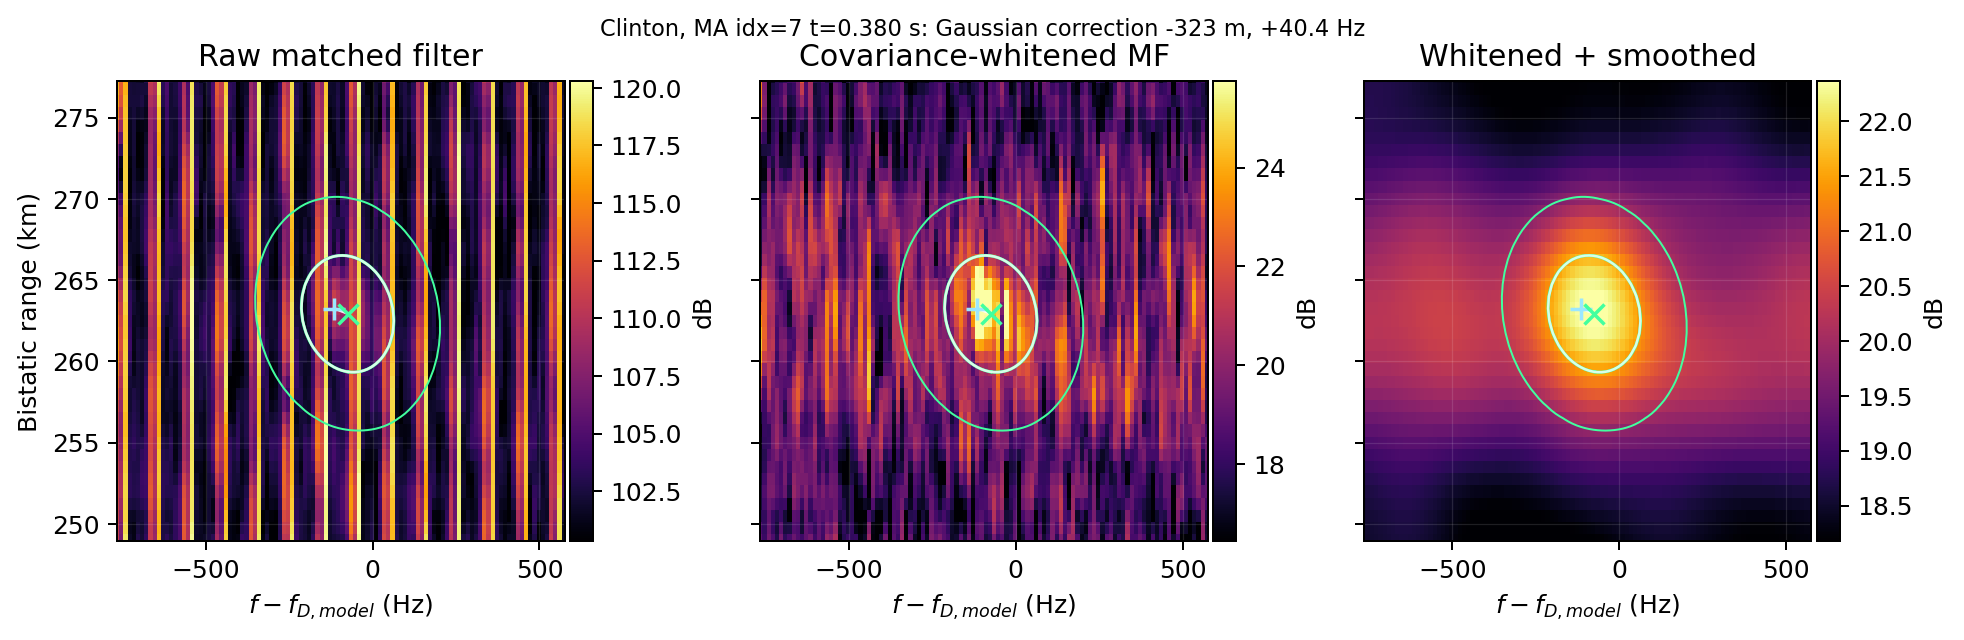 Clinton, MA idx=7 t=0.380 s: Gaussian correction -323 m, +40.4 Hz
Raw matched filter
Covariance-whitened MF
Whitened + smoothed
Bistatic range (km)
275
270
265
260
255
250
−500 0 500
f − f_{D, model} (Hz)
120.0
117.5
115.0
112.5
110.0
107.5
105.0
102.5
dB
−500 0 500
f − f_{D, model} (Hz)
24
22
20
18
dB
−500 0 500
f − f_{D, model} (Hz)
22.0
21.5
21.0
20.5
20.0
19.5
19.0
18.5
dB